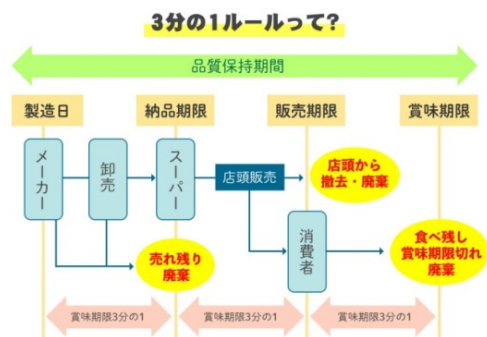 3分の1ルールって?
品質保持期間
製造日
納品期限
販売期限
賞味期限
メーカー
卸売
スーパー
店頭販売
店頭から
撤去・廃棄
消費者
売れ残り
廃棄
食べ残し
賞味期限切れ
廃棄
賞味期限3分の1
賞味期限3分の1
賞味期限3分の1